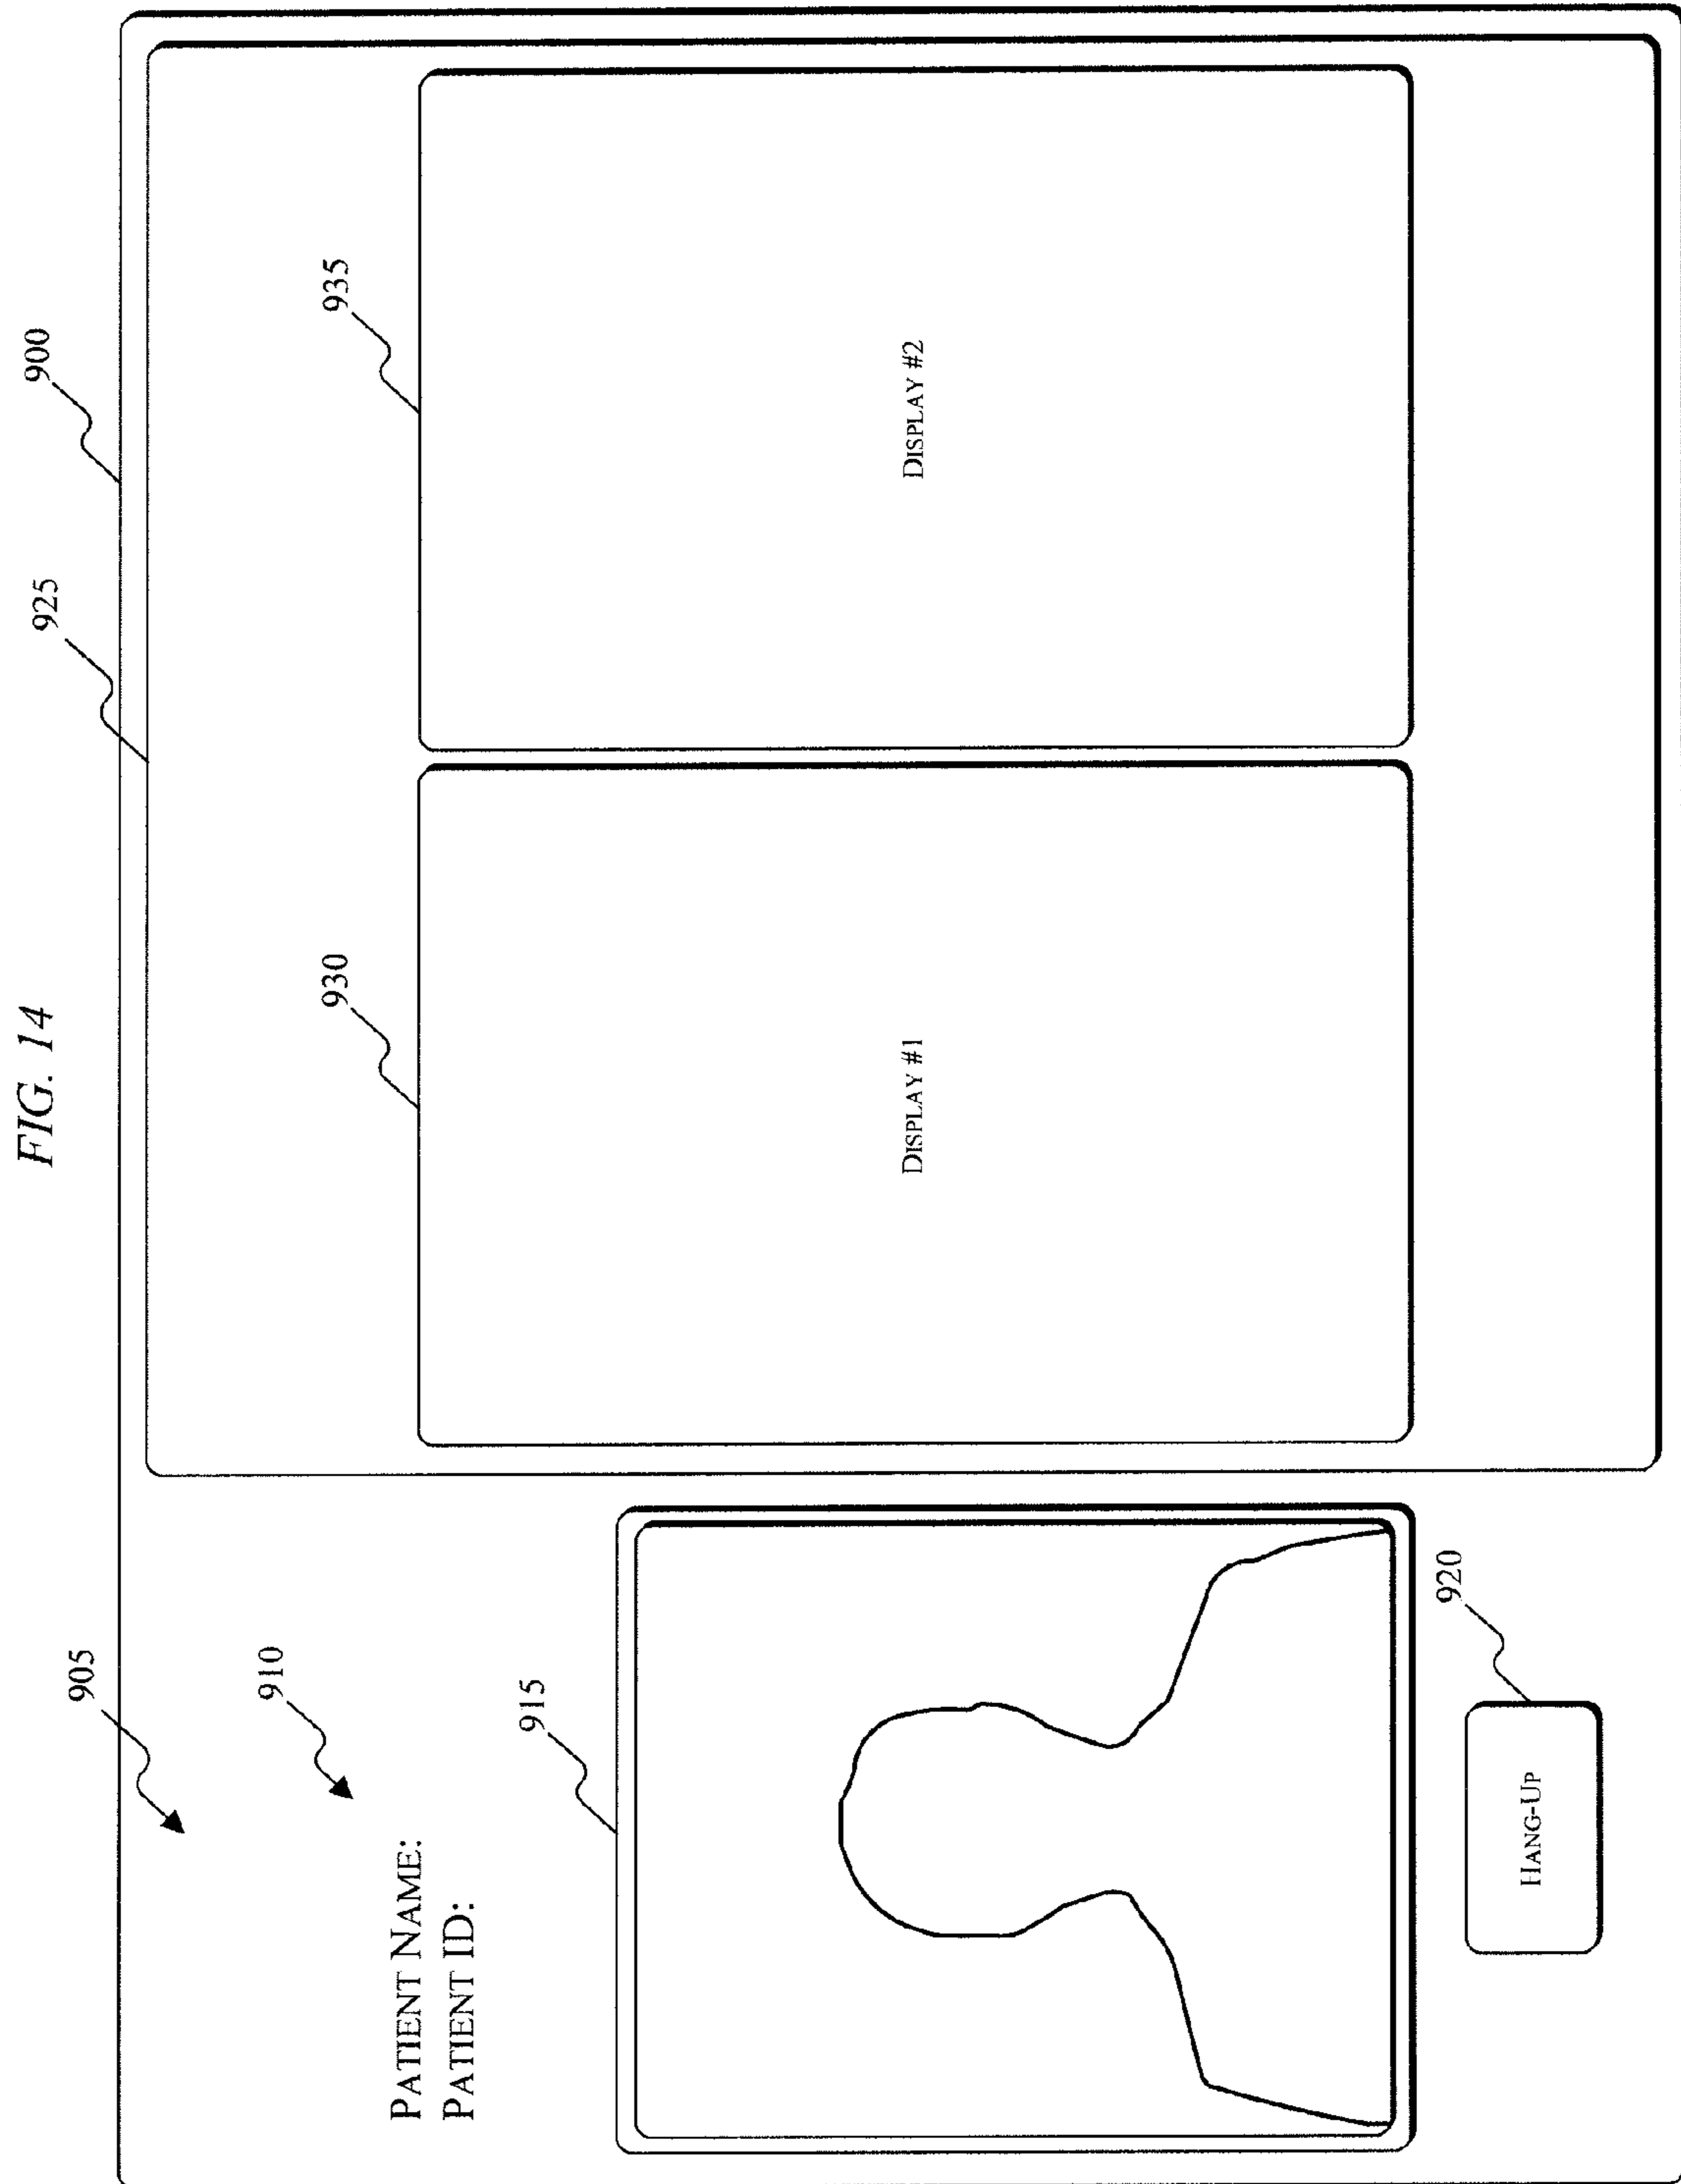 FIG. 14
900
925
905
910
935
930
PATIENT NAME:
PATIENT ID:
915
DISPLAY #1
DISPLAY #2
920
HANG-UP